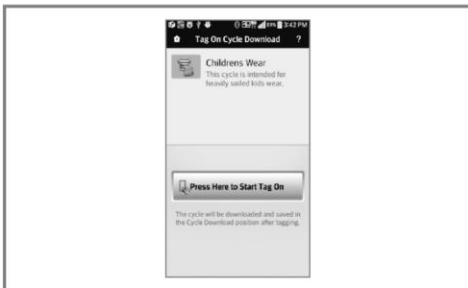 3:42 PM
Tag On Cycle Download ?
Childrens Wear
This cycle is intended for
heavily soiled kids wear.
Press Here to Start Tag On
The cycle will be downloaded and saved in
the Cycle Download position after tagging.